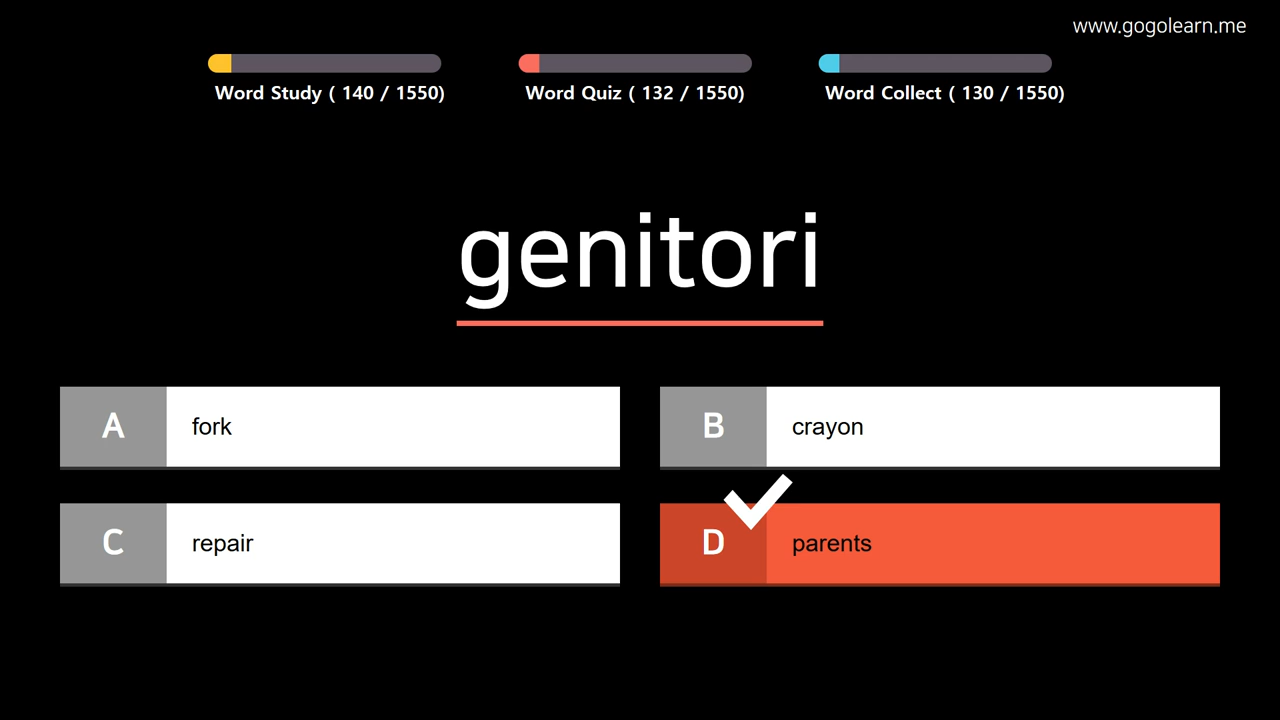 www.gogolearn.me
Word Study ( 140 / 1550)
Word Quiz ( 132 / 1550)
Word Collect ( 130 / 1550)
genitori
A fork
B crayon
C repair
D parents